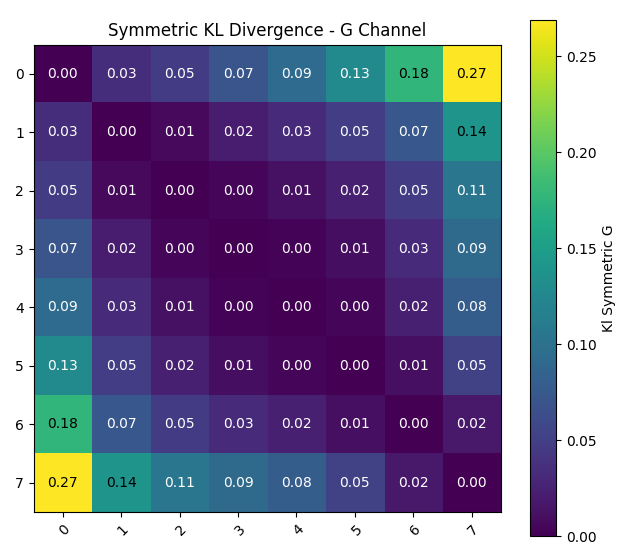 Symmetric KL Divergence - G Channel
0 0.00 0.03 0.05 0.07 0.09 0.13 0.18 0.27
1 0.03 0.00 0.01 0.02 0.03 0.05 0.07 0.14
2 0.05 0.01 0.00 0.00 0.01 0.02 0.05 0.11
3 0.07 0.02 0.00 0.00 0.00 0.01 0.03 0.09
4 0.09 0.03 0.01 0.00 0.00 0.00 0.02 0.08
5 0.13 0.05 0.02 0.01 0.00 0.00 0.01 0.05
6 0.18 0.07 0.05 0.03 0.02 0.01 0.00 0.02
7 0.27 0.14 0.11 0.09 0.08 0.05 0.02 0.00
0 1 2 3 4 5 6 7
0.25
0.20
0.15
0.10
0.05
0.00
Kl Symmetric G